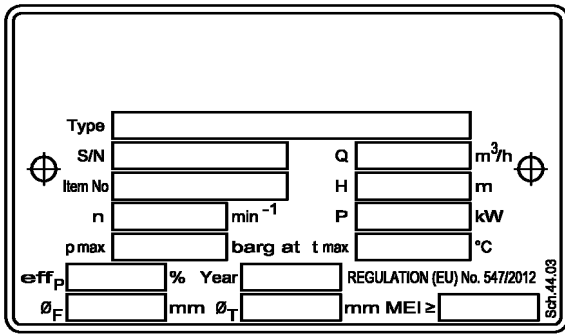 Type
S/N Q m³/h
Item No H m
n min⁻¹ P kW
p max barg at t max °C
effP % Year REGULATION (EU) No. 547/2012
ØF mm ØT mm MEI ≥
Sch.44.03